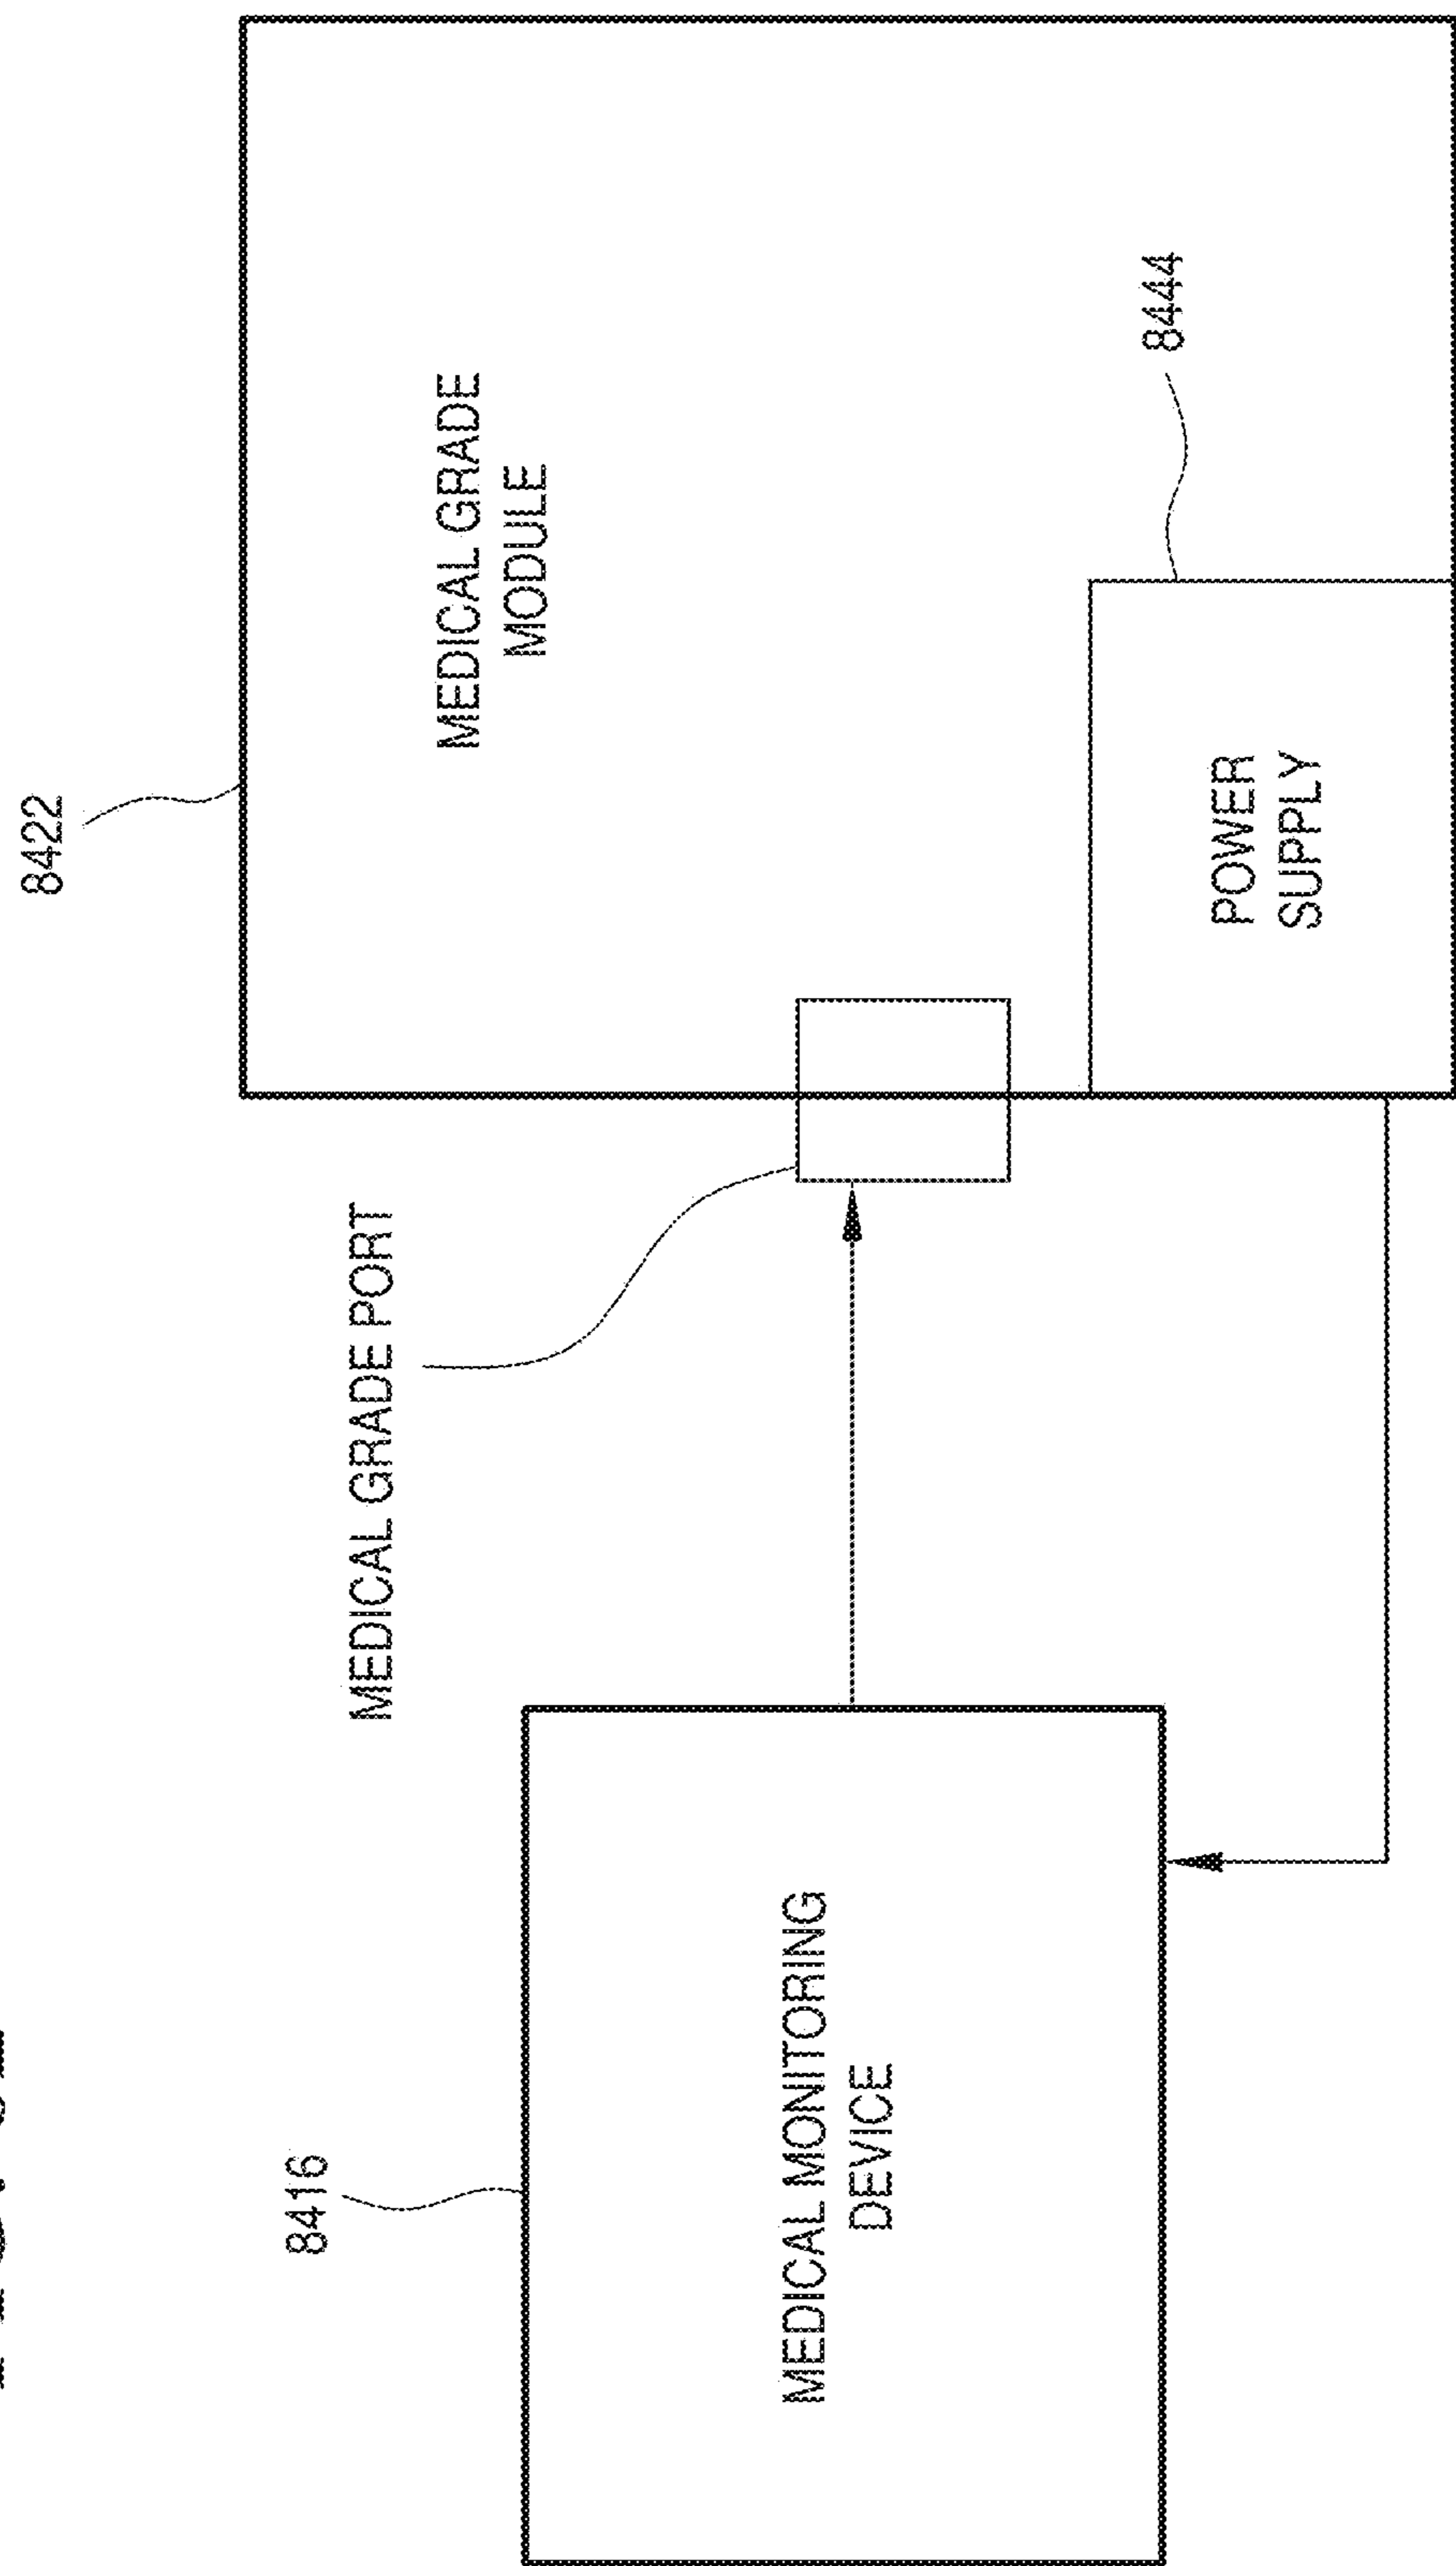 8422
MEDICAL GRADE
MODULE
MEDICAL GRADE PORT
8444
POWER
SUPPLY
8416
MEDICAL MONITORING
DEVICE